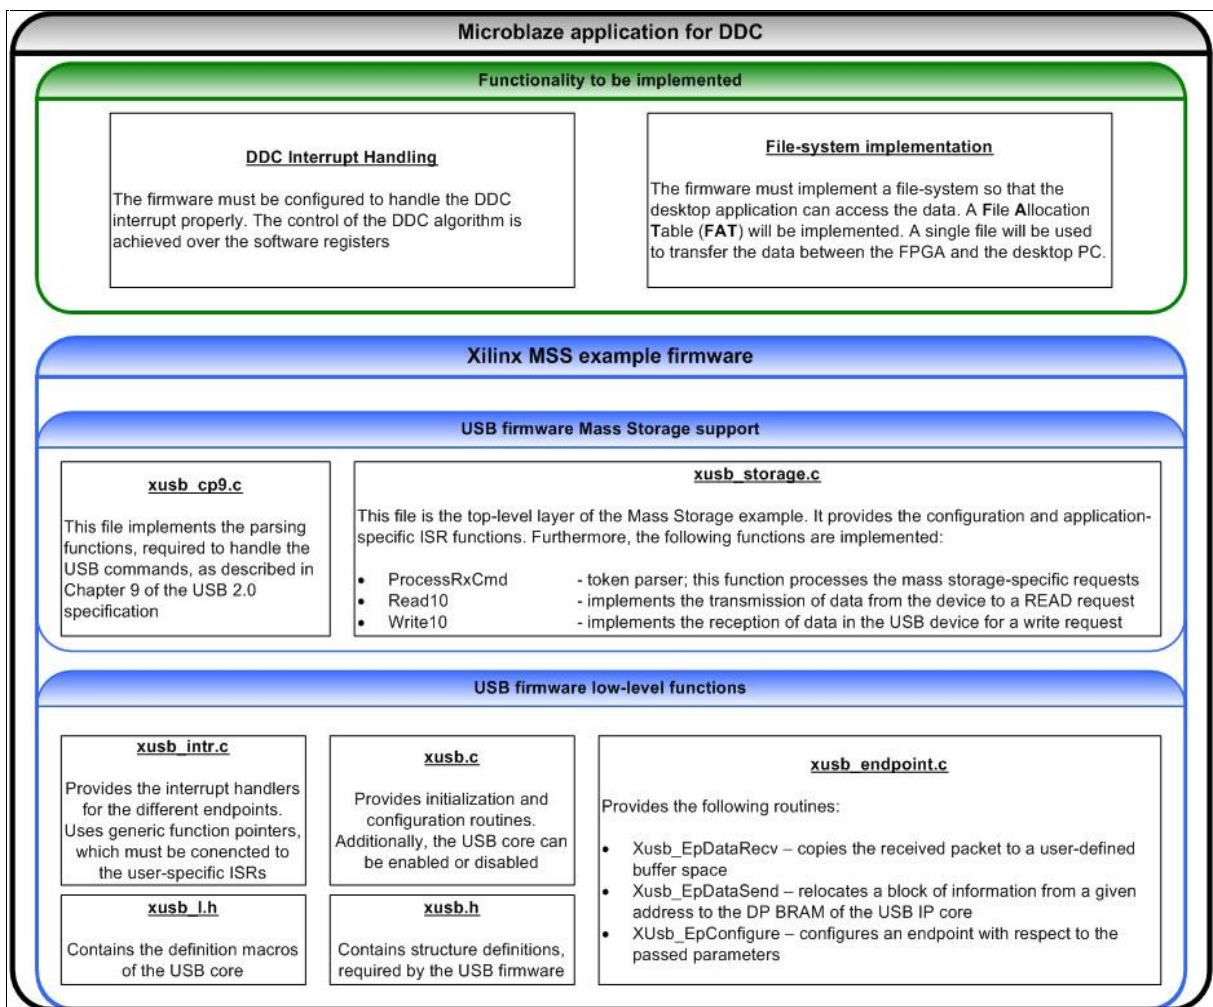 Microblaze application for DDC
Functionality to be implemented
DDC Interrupt Handling
The firmware must be configured to handle the DDC
interrupt properly. The control of the DDC algorithm is
achieved over the software registers
File-system implementation
The firmware must implement a file-system so that the
desktop application can access the data. A File Allocation
Table (FAT) will be implemented. A single file will be used
to transfer the data between the FPGA and the desktop PC.
Xilinx MSS example firmware
USB firmware Mass Storage support
xusb_cp9.c
This file implements the parsing
functions, required to handle the
USB commands, as described in
Chapter 9 of the USB 2.0
specification
xusb_storage.c
This file is the top-level layer of the Mass Storage example. It provides the configuration and application-
specific ISR functions. Furthermore, the following functions are implemented:
• ProcessRxCmd - token parser; this function processes the mass storage-specific requests
• Read10 - implements the transmission of data from the device to a READ request
• Write10 - implements the reception of data in the USB device for a write request
USB firmware low-level functions
xusb_intr.c
Provides the interrupt handlers
for the different endpoints.
Uses generic function pointers,
which must be conencted to
the user-specific ISRs
xusb.c
Provides initialization and
configuration routines.
Additionally, the USB core can
be enabled or disabled
xusb_endpoint.c
Provides the following routines:
• Xusb_EpDataRecv – copies the received packet to a user-defined
buffer space
• Xusb_EpDataSend – relocates a block of information from a given
address to the DP BRAM of the USB IP core
• XUsb_EpConfigure – configures an endpoint with respect to the
passed parameters
xusb_l.h
Contains the definition macros
of the USB core
xusb.h
Contains structure definitions,
required by the USB firmware